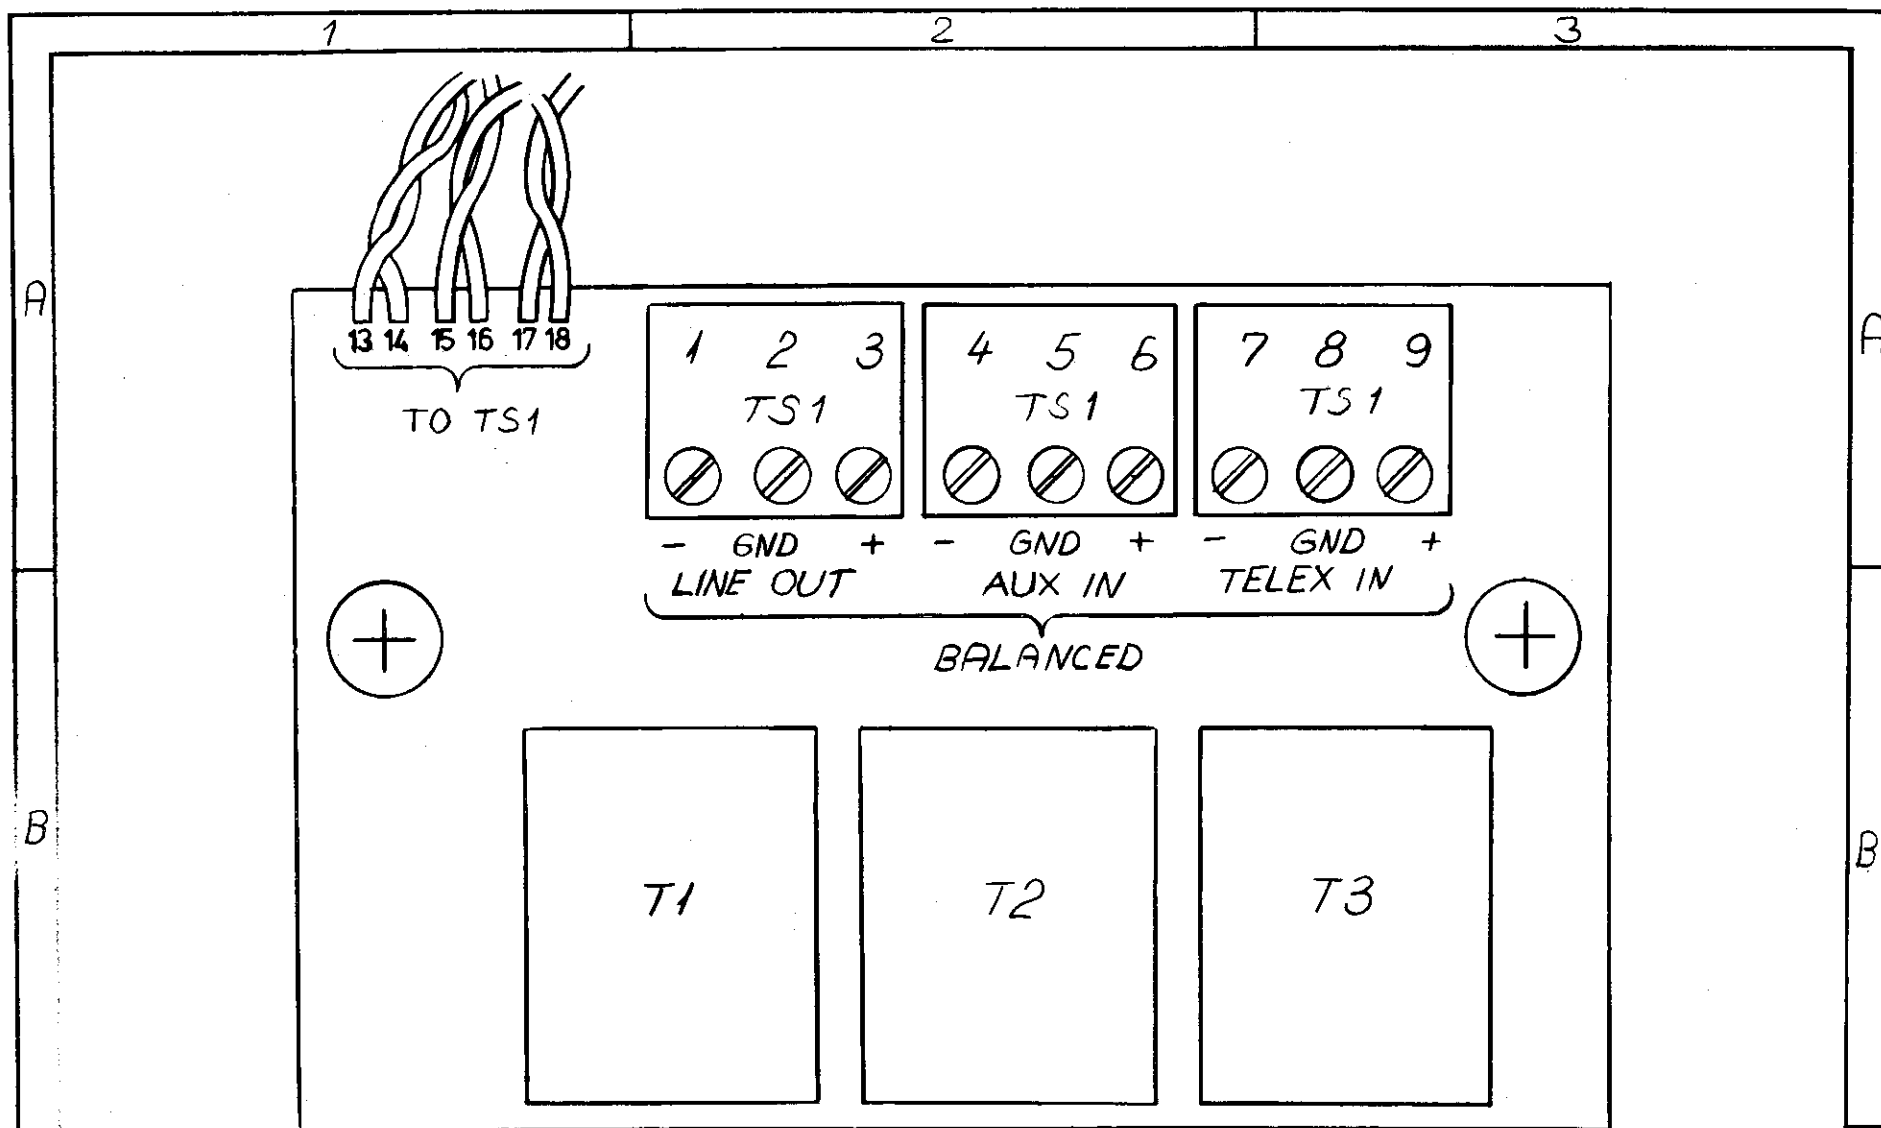 1 2 3
A A
13 14 15 16 17 18
TO TS1
1 2 3 4 5 6 7 8 9
TS1 TS1 TS1
- GND + - GND + - GND +
LINE OUT AUX IN TELEX IN
BALANCED
B B
T1 T2 T3